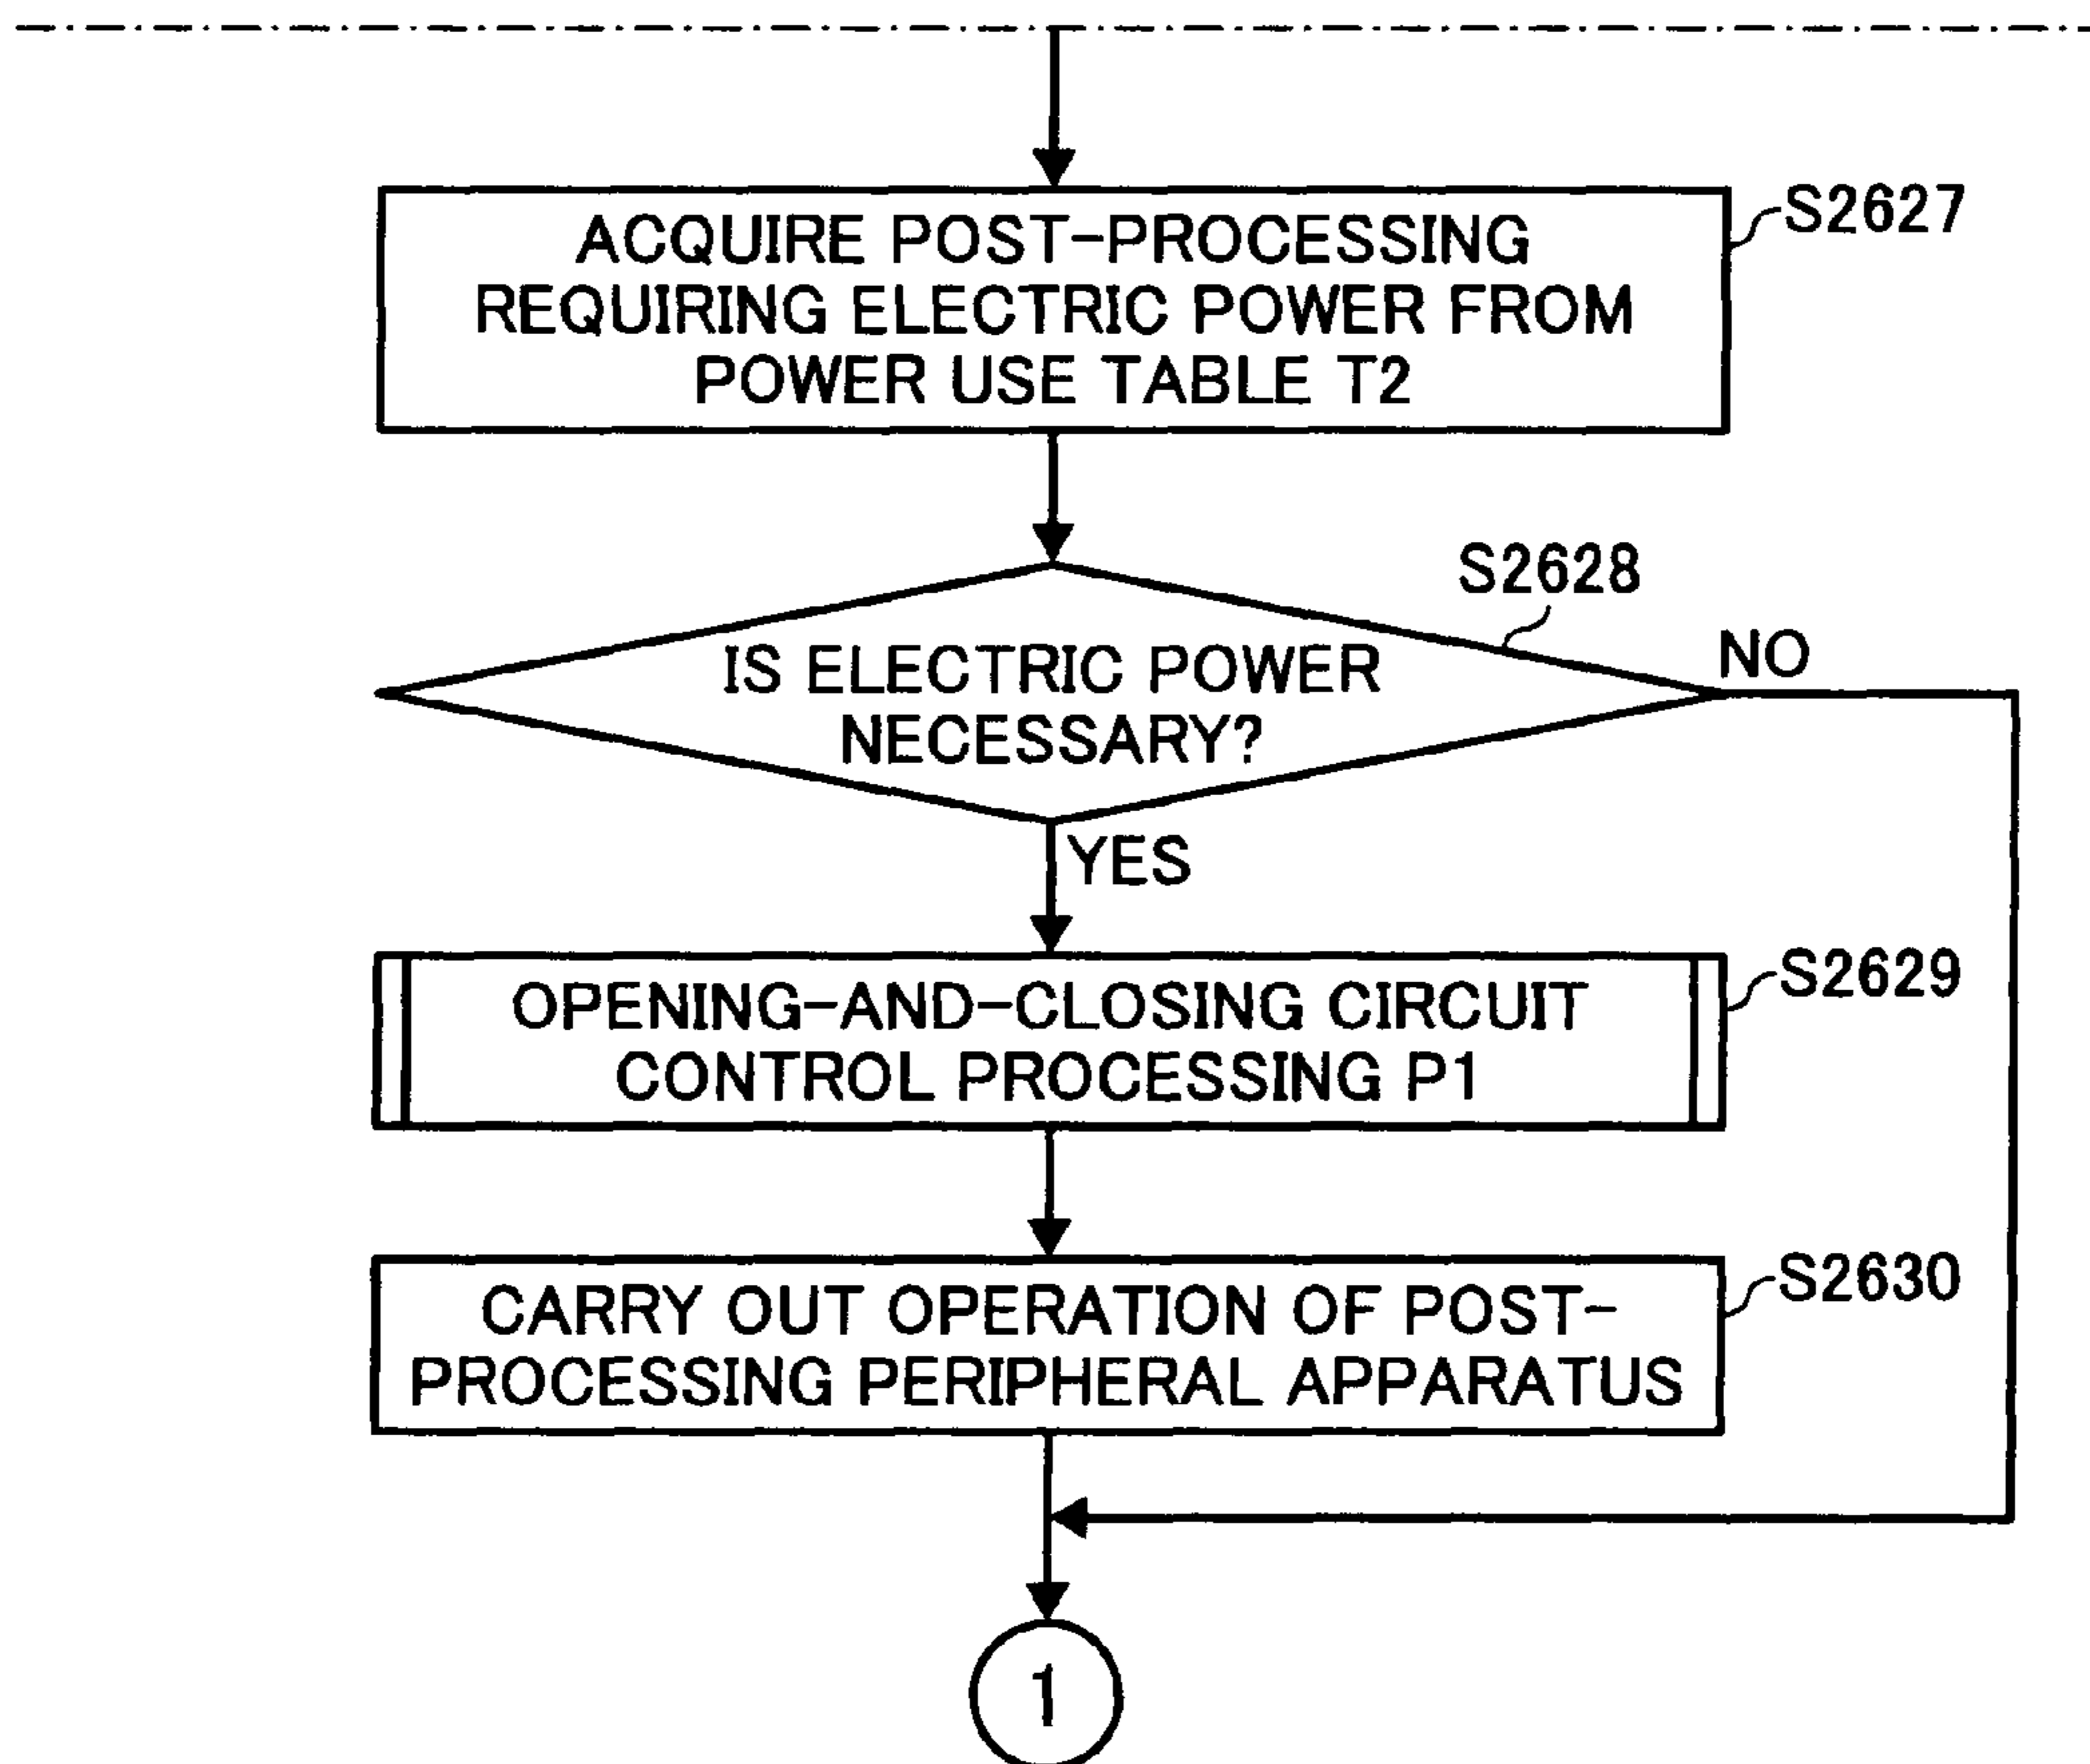 ACQUIRE POST-PROCESSING
REQUIRING ELECTRIC POWER FROM
POWER USE TABLE T2
S2627
S2628
IS ELECTRIC POWER
NECESSARY?
NO
YES
OPENING-AND-CLOSING CIRCUIT
CONTROL PROCESSING P1
S2629
CARRY OUT OPERATION OF POST-
PROCESSING PERIPHERAL APPARATUS
S2630
1